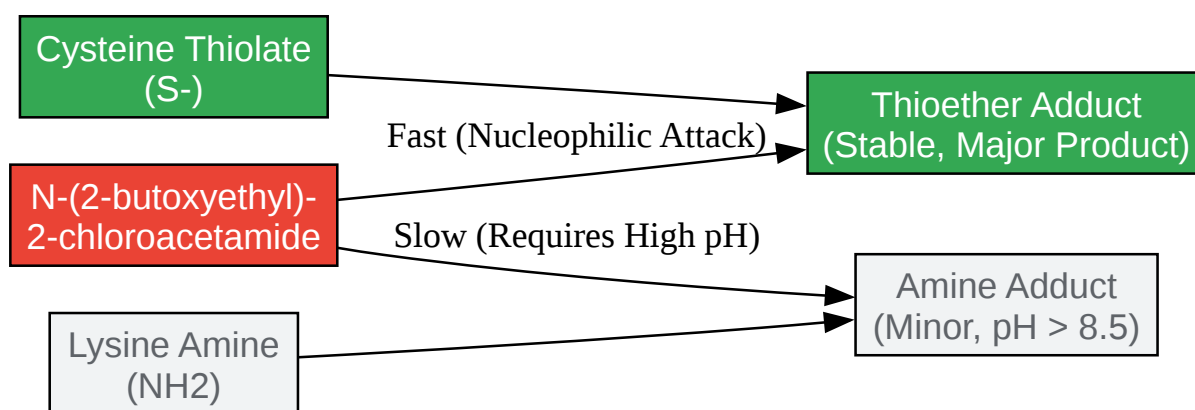 Cysteine Thiolate
(S-)
Thioether Adduct
(Stable, Major Product)
Fast (Nucleophilic Attack)
N-(2-butoxyethyl)-
2-chloroacetamide
Slow (Requires High pH)
Amine Adduct
(Minor, pH > 8.5)
Lysine Amine
(NH2)